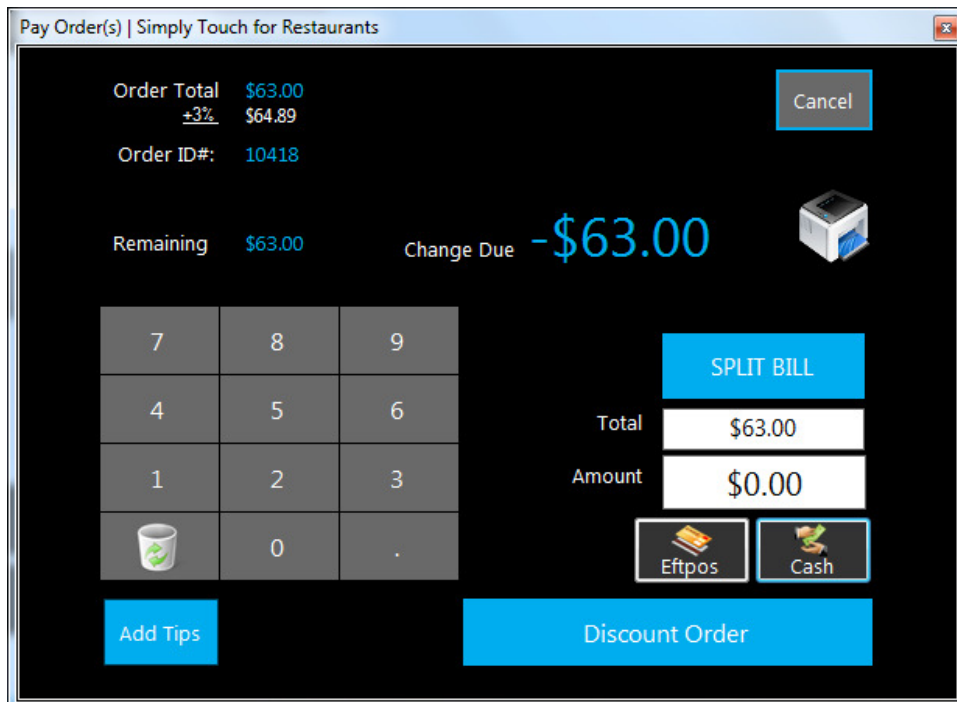 Pay Order(s) | Simply Touch for Restaurants
Order Total $63.00
+3% $64.89
Cancel
Order ID#: 10418
Remaining $63.00
Change Due -$63.00
7 8 9
4 5 6
1 2 3
0 .
SPLIT BILL
Total $63.00
Amount $0.00
Eftpos Cash
Add Tips
Discount Order